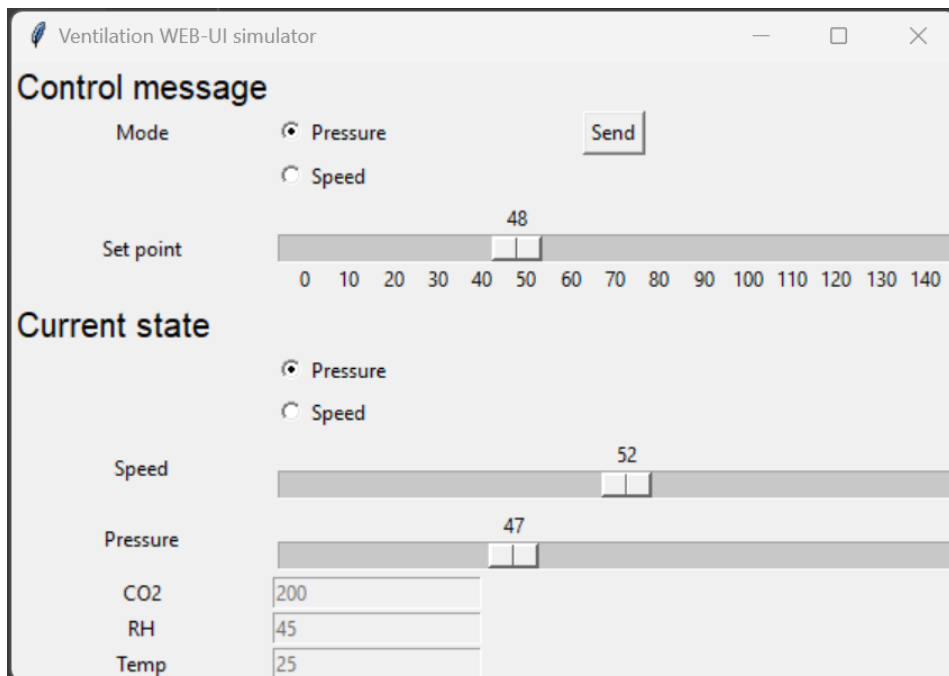 Ventilation WEB-UI simulator
Control message
Mode Pressure Send
Speed
48
Set point
0 10 20 30 40 50 60 70 80 90 100 110 120 130 140
Current state
Pressure
Speed
52
Speed
47
Pressure
CO2 200
RH 45
Temp 25